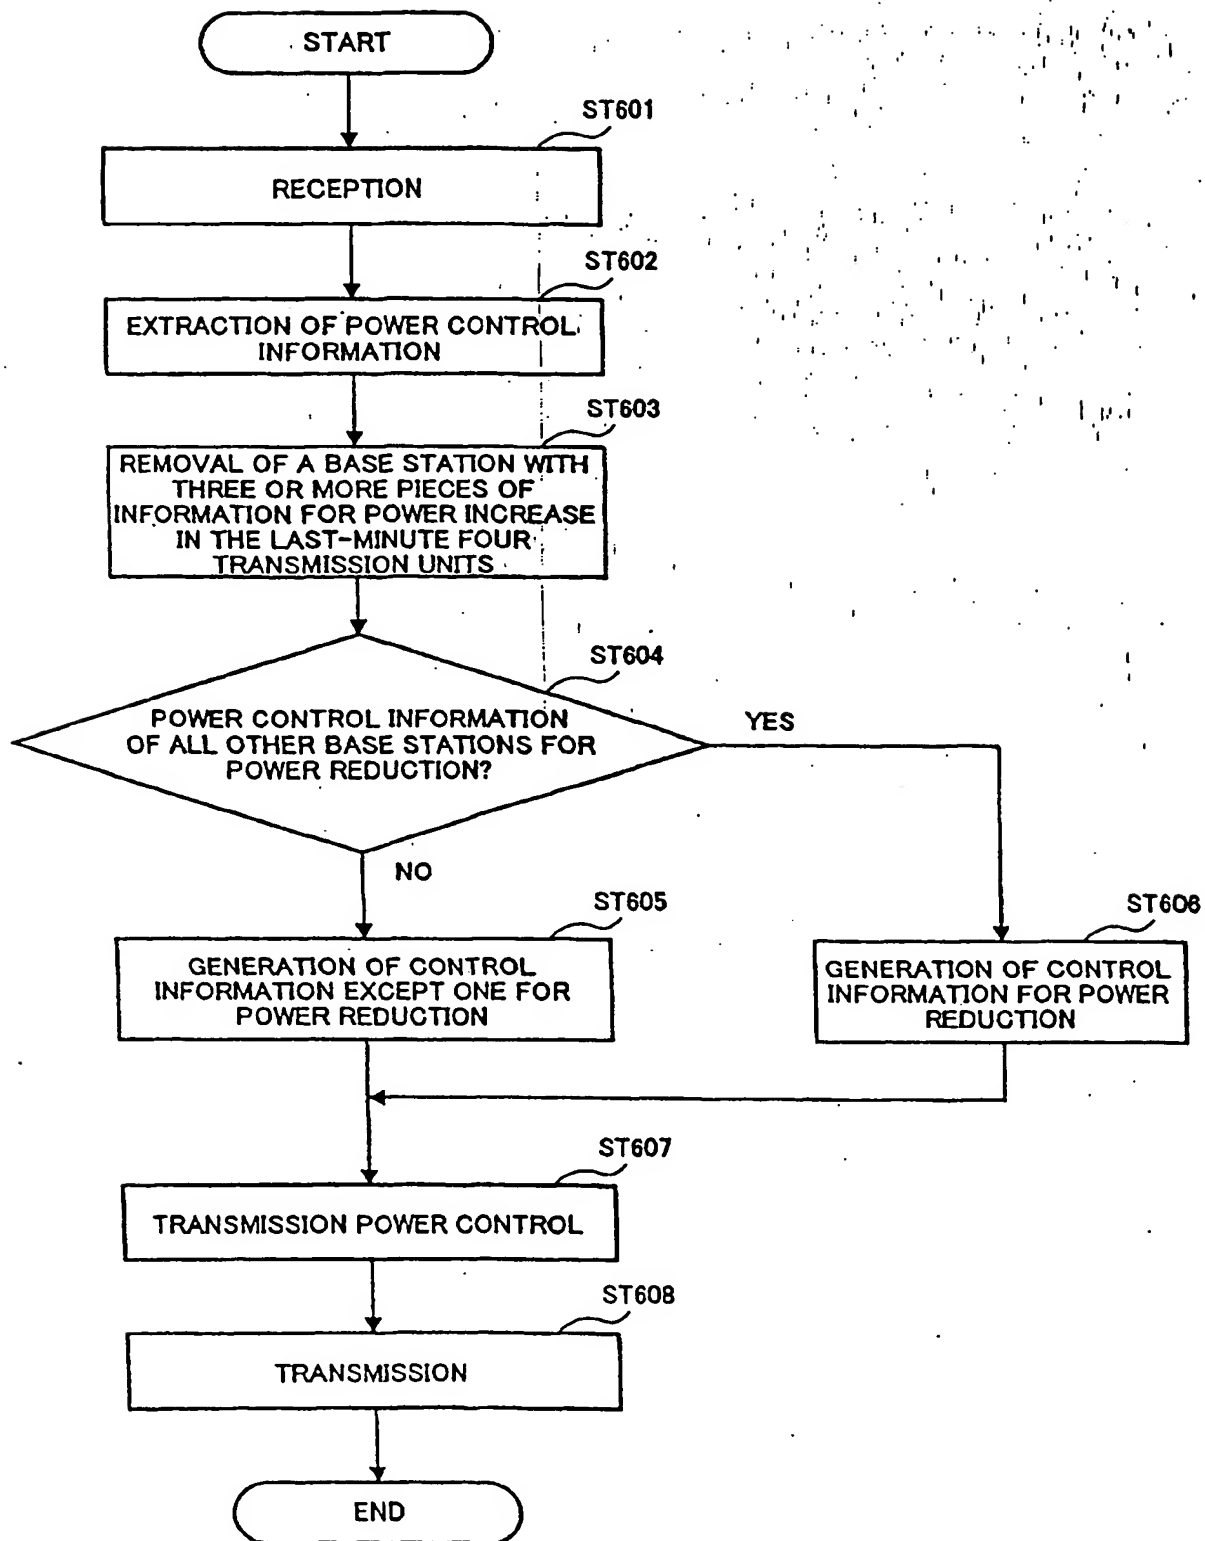 START
ST601
RECEPTION
ST602
EXTRACTION OF POWER CONTROL
INFORMATION
ST603
REMOVAL OF A BASE STATION WITH
THREE OR MORE PIECES OF
INFORMATION FOR POWER INCREASE
IN THE LAST-MINUTE FOUR
TRANSMISSION UNITS
ST604
POWER CONTROL INFORMATION
OF ALL OTHER BASE STATIONS FOR
POWER REDUCTION?
YES
NO
ST605
GENERATION OF CONTROL
INFORMATION EXCEPT ONE FOR
POWER REDUCTION
ST606
GENERATION OF CONTROL
INFORMATION FOR POWER
REDUCTION
ST607
TRANSMISSION POWER CONTROL
ST608
TRANSMISSION
END